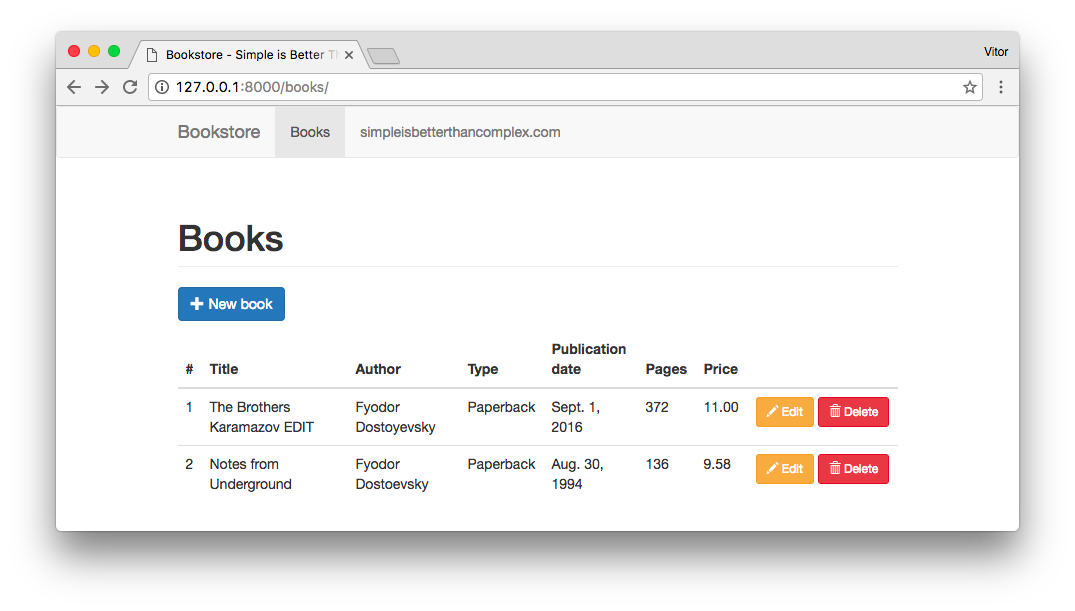 Bookstore - Simple is Better Th
Vitor
127.0.0.1:8000/books/
Bookstore Books simpleisbetterthancomplex.com
Books
New book
# Title Author Type Publication date Pages Price
1 The Brothers Karamazov EDIT Fyodor Dostoyevsky Paperback Sept. 1, 2016 372 11.00 Edit Delete
2 Notes from Underground Fyodor Dostoevsky Paperback Aug. 30, 1994 136 9.58 Edit Delete